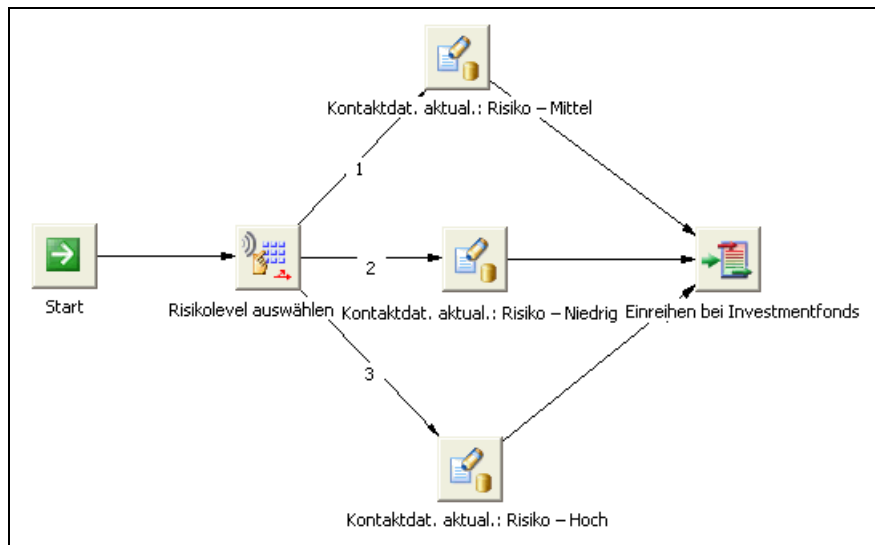 Kontaktdat. aktual.: Risiko – Mittel
1
Start
Risikolevel auswählen
2
Kontaktdat. aktual.: Risiko – Niedrig
Einreihen bei Investmentfonds
3
Kontaktdat. aktual.: Risiko – Hoch